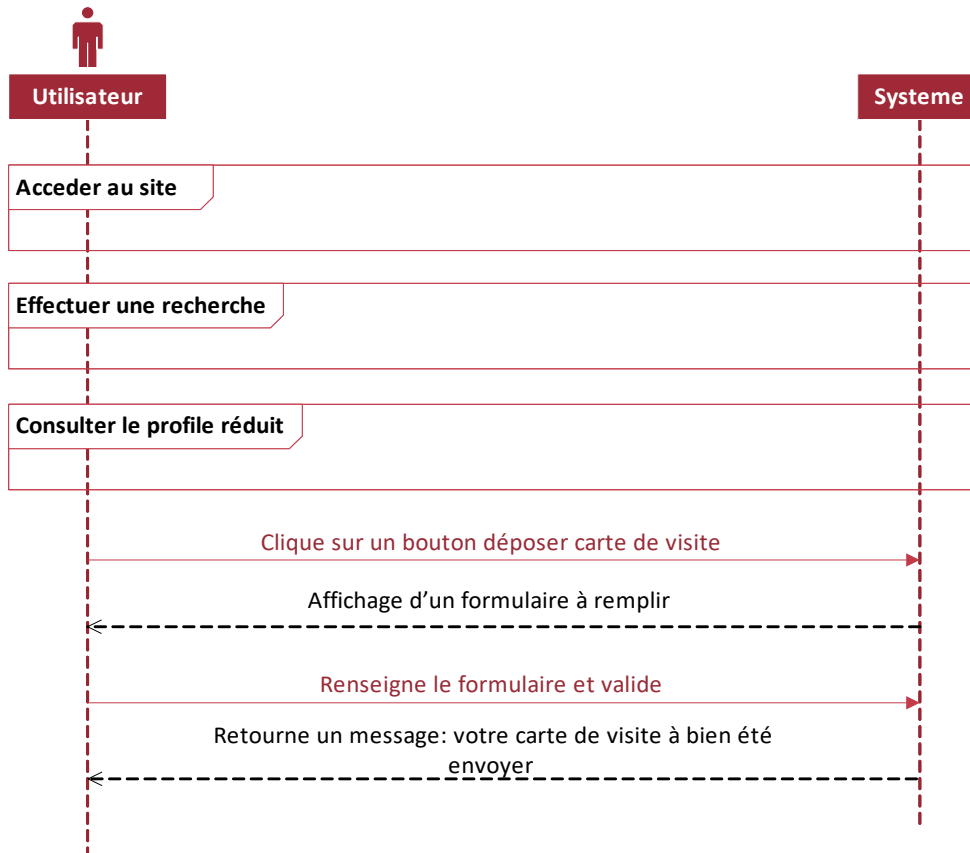 Utilisateur
Systeme
Acceder au site
Effectuer une recherche
Consulter le profile réduit
Clique sur un bouton déposer carte de visite
Affichage d’un formulaire à remplir
Renseigne le formulaire et valide
Retourne un message: votre carte de visite à bien été
envoyer